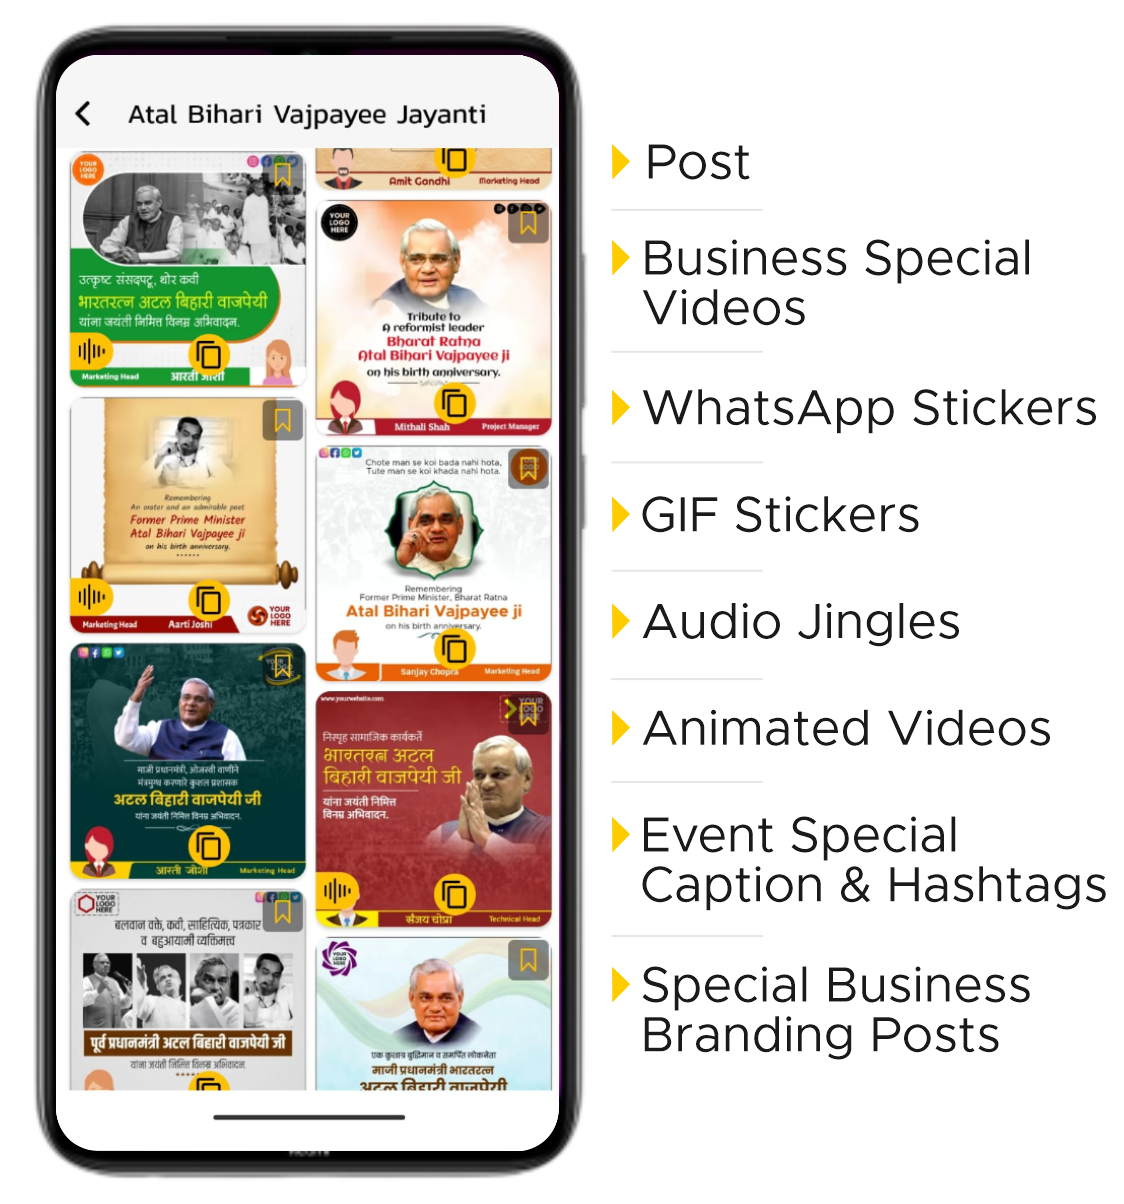 Atal Bihari Vajpayee Jayanti
YOUR
LOGO
HERE
उत्कृष्ट संसदपटू, थोर कवी
भारतरत्न अटल बिहारी वाजपेयी
यांना जयंती निमित्त विनम्र अभिवादन.
Marketing Head
आरती जोशी
Remembering
An orator and an admirable poet
Former Prime Minister
Atal Bihari Vajpayee ji
on his birth anniversary.
Marketing Head
Aarti Joshi
YOUR
LOGO
HERE
माजी प्रधानमंत्री, ओजस्वी वाणीने
मंत्रमुग्ध करणारे कुशल प्रशासक
अटल बिहारी वाजपेयी जी
यांना जयंती निमित्त विनम्र अभिवादन.
आरती जोशी
Marketing Head
YOUR
LOGO
HERE
बलवान वक्ते, कवी, साहित्यिक, पत्रकार
व बहुआयामी व्यक्तिमत्त्व
पूर्व प्रधानमंत्री अटल बिहारी वाजपेयी जी
यांना जयंती निमित्त विनम्र अभिवादन.
Amit Gandhi
Marketing Head
YOUR
LOGO
HERE
Tribute to
A reformist leader
Bharat Ratna
Atal Bihari Vajpayee ji
on his birth anniversary.
Mithali Shah
Project Manager
Chote man se koi bada nahi hota,
Tute man se koi khada nahi hota.
Remembering
Former Prime Minister, Bharat Ratna
Atal Bihari Vajpayee ji
on his birth anniversary.
Sanjay Chopra
Marketing Head
www.yourwebsite.com
निस्पृह सामाजिक कार्यकर्ते
भारतरत्न अटल
बिहारी वाजपेयी जी
यांना जयंती निमित्त
विनम्र अभिवादन.
संजय चोप्रा
Technical Head
YOUR
LOGO
HERE
एक कुशाग्र बुद्धिमान व समर्पित लोकनेता
माजी प्रधानमंत्री भारतरत्न
अटल बिहारी वाजपेयी
Post
Business Special
Videos
WhatsApp Stickers
GIF Stickers
Audio Jingles
Animated Videos
Event Special
Caption & Hashtags
Special Business
Branding Posts